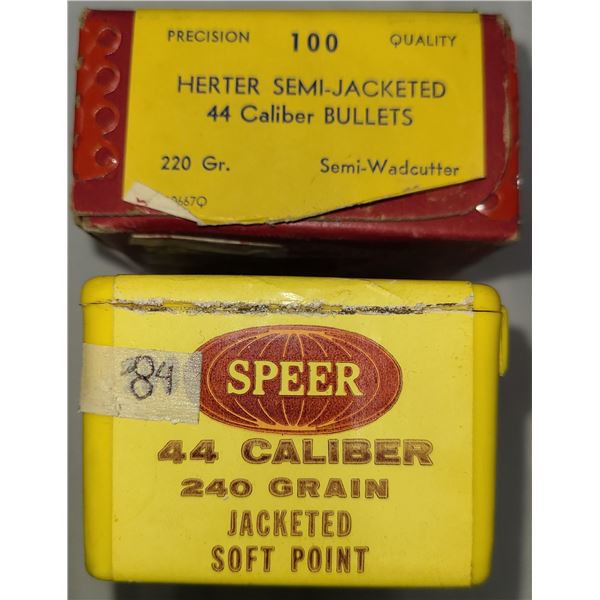 PRECISION 100 QUALITY
HERTER SEMI-JACKETED
44 Caliber BULLETS
220 Gr. Semi-Wadcutter
84
SPEER
44 CALIBER
240 GRAIN
JACKETED
SOFT POINT